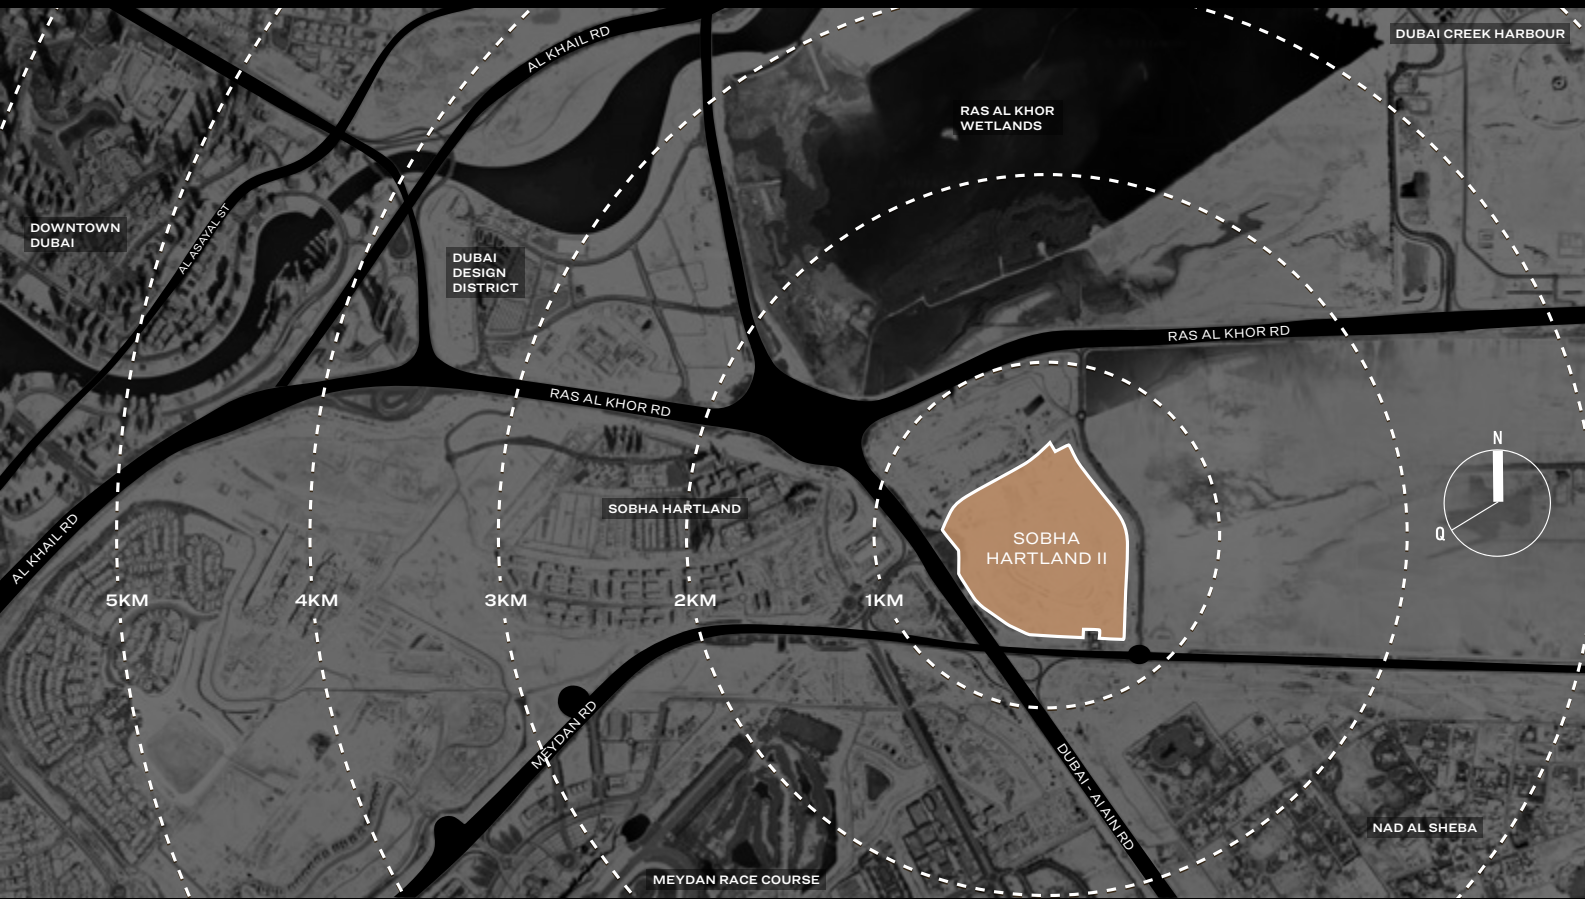 DUBAI CREEK HARBOUR
AL KHAIL RD
RAS AL KHOR
WETLANDS
DOWNTOWN
DUBAI
AL ASAYAL ST
DUBAI
DESIGN
DISTRICT
RAS AL KHOR RD
RAS AL KHOR RD
N
Q
SOBHA HARTLAND
SOBHA
HARTLAND II
AL KHAIL RD
5KM
4KM
3KM
2KM
1KM
MEYDAN RD
DUBAI - Al AIN RD
NAD AL SHEBA
MEYDAN RACE COURSE